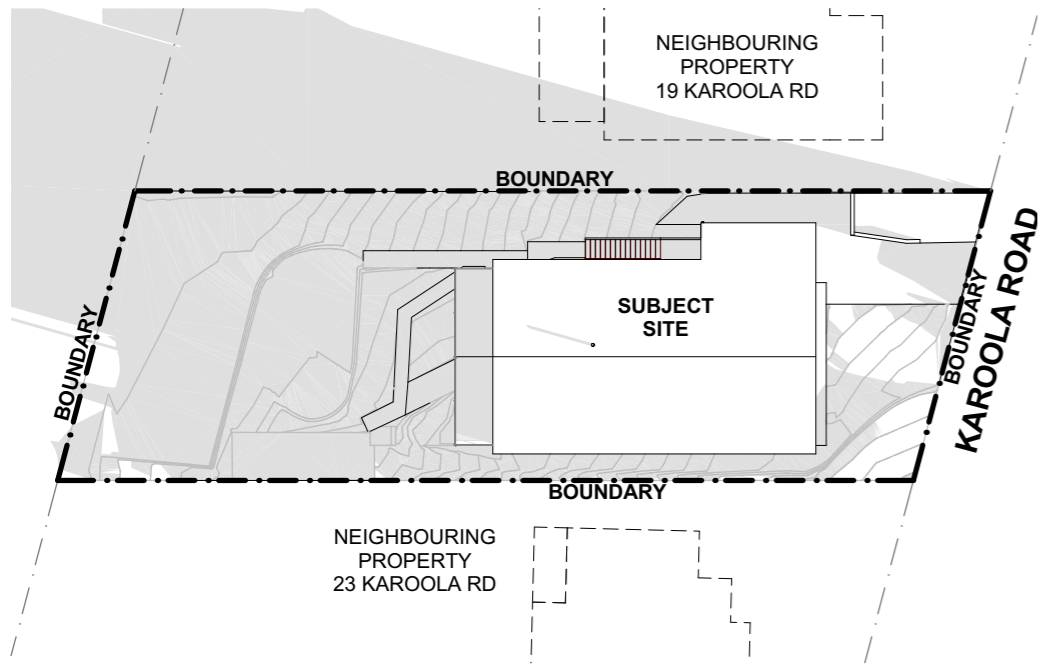 NEIGHBOURING
PROPERTY
19 KAROOLA RD
BOUNDARY
SUBJECT
SITE
BOUNDARY
BOUNDARY
KAROOLA ROAD
BOUNDARY
NEIGHBOURING
PROPERTY
23 KAROOLA RD